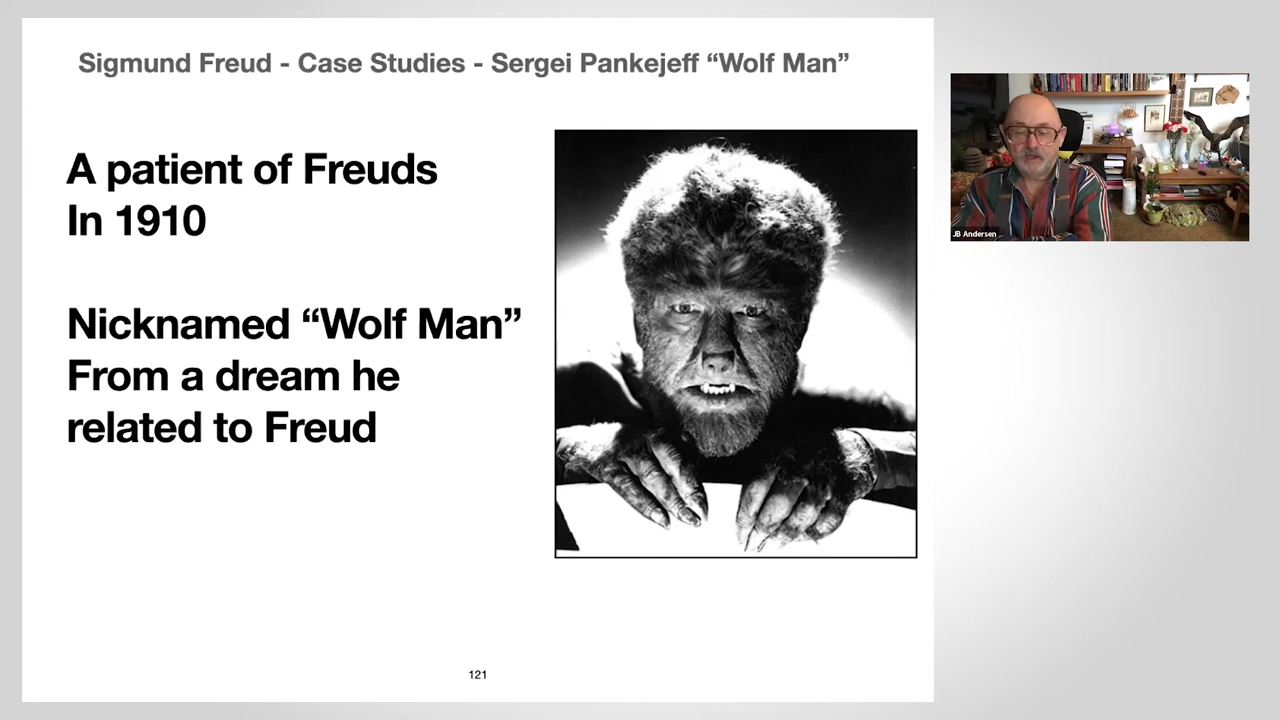 Sigmund Freud - Case Studies - Sergei Pankejeff “Wolf Man”
A patient of Freuds
In 1910
Nicknamed “Wolf Man”
From a dream he
related to Freud
121
JB Andersen